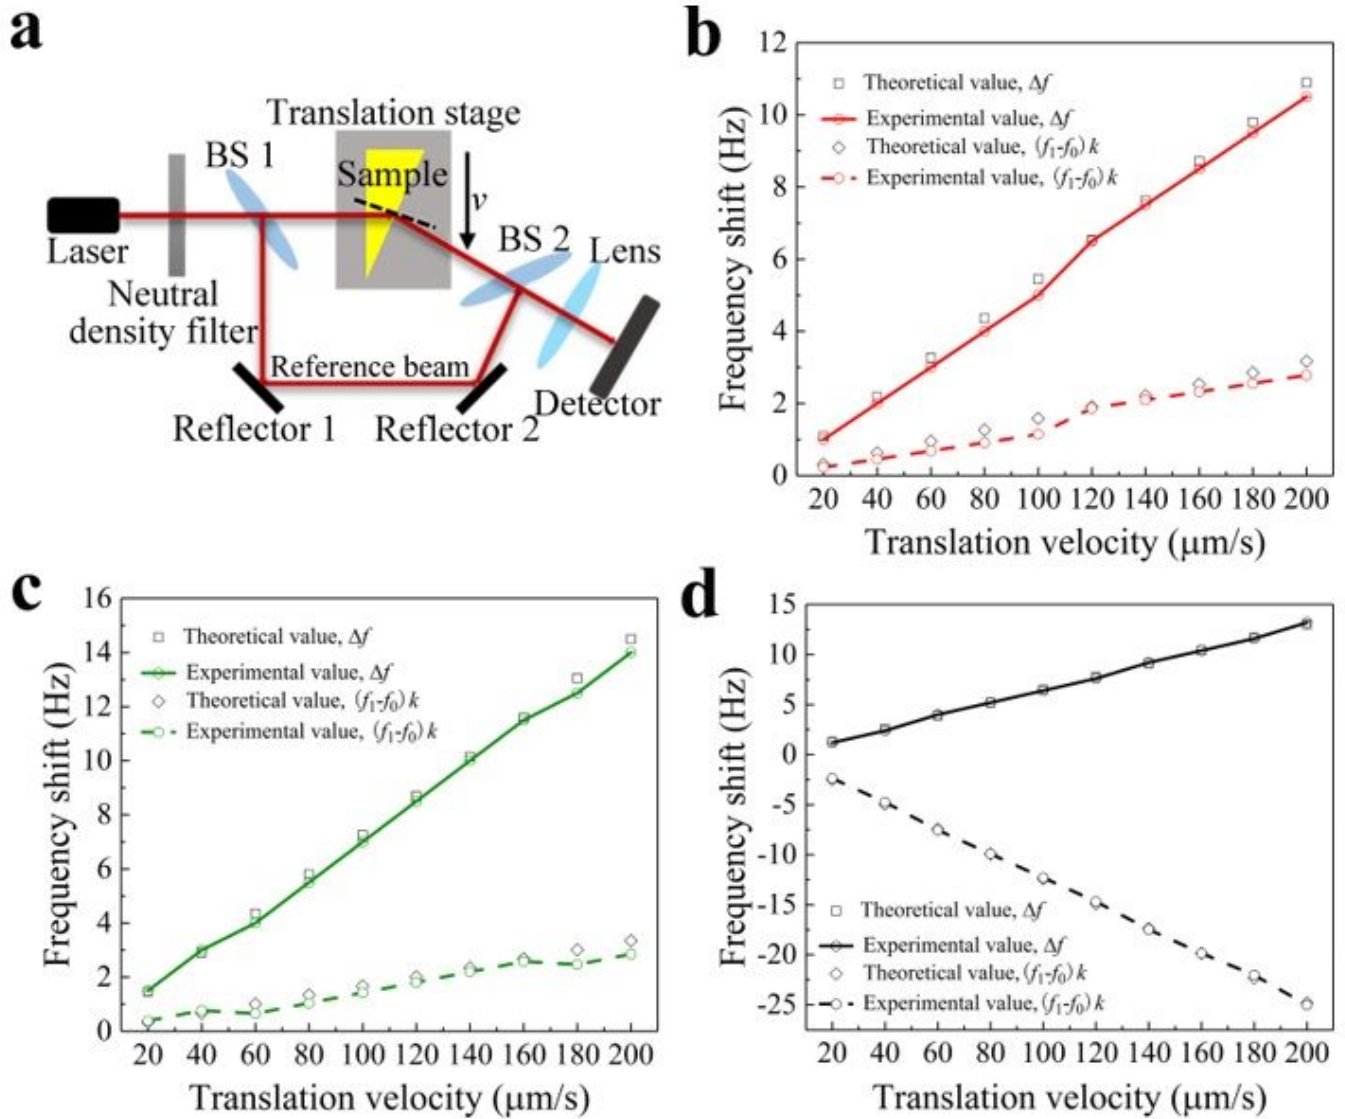 a
Translation stage
BS 1
Sample
v
BS 2
Lens
Laser
Neutral
density filter
Reference beam
Detector
Reflector 1
Reflector 2
b
Frequency shift (Hz)
12
10
8
6
4
2
0
Theoretical value, Δf
Experimental value, Δf
Theoretical value, (f₁-f₀) k
Experimental value, (f₁-f₀) k
20 40 60 80 100 120 140 160 180 200
Translation velocity (μm/s)
c
Frequency shift (Hz)
16
14
12
10
8
6
4
2
0
Theoretical value, Δf
Experimental value, Δf
Theoretical value, (f₁-f₀) k
Experimental value, (f₁-f₀) k
20 40 60 80 100 120 140 160 180 200
Translation velocity (μm/s)
d
Frequency shift (Hz)
15
10
5
0
-5
-10
-15
-20
-25
Theoretical value, Δf
Experimental value, Δf
Theoretical value, (f₁-f₀) k
Experimental value, (f₁-f₀) k
20 40 60 80 100 120 140 160 180 200
Translation velocity (μm/s)